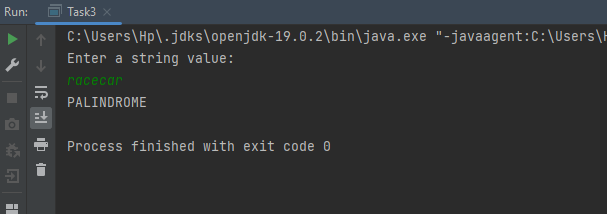 Run: Task3
C:\Users\Hp\.jdks\openjdk-19.0.2\bin\java.exe "-javaagent:C:\Users\H
Enter a string value:
racecar
PALINDROME
Process finished with exit code 0